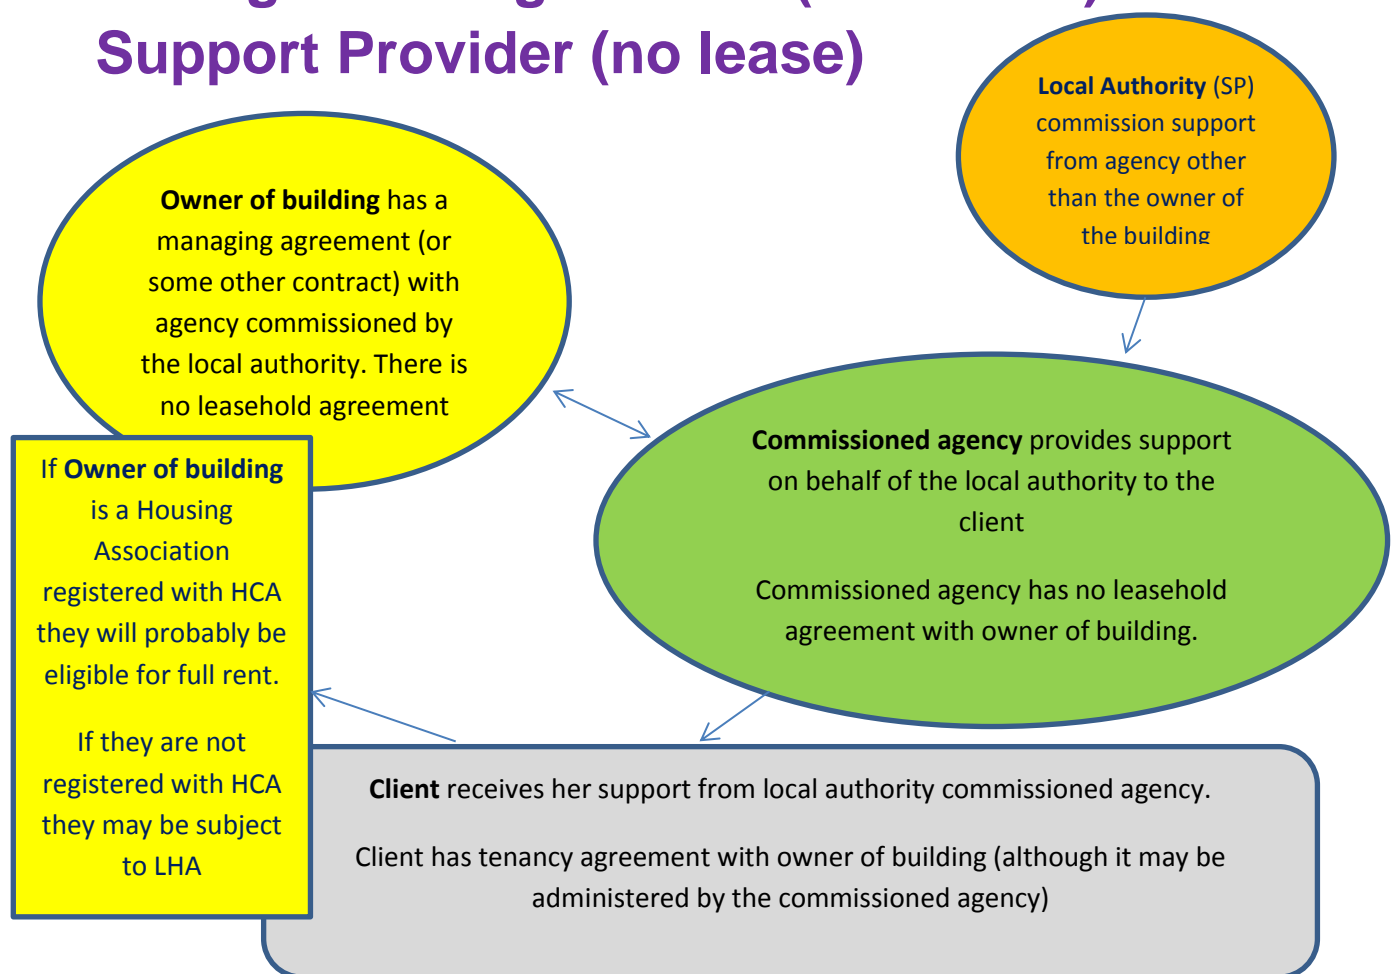 Support Provider (no lease)
Local Authority (SP)
commission support
from agency other
than the owner of
the building
Owner of building has a
managing agreement (or
some other contract) with
agency commissioned by
the local authority. There is
no leasehold agreement
Commissioned agency provides support
on behalf of the local authority to the
client
Commissioned agency has no leasehold
agreement with owner of building.
If Owner of building
is a Housing
Association
registered with HCA
they will probably be
eligible for full rent.
If they are not
registered with HCA
they may be subject
to LHA
Client receives her support from local authority commissioned agency.
Client has tenancy agreement with owner of building (although it may be
administered by the commissioned agency)